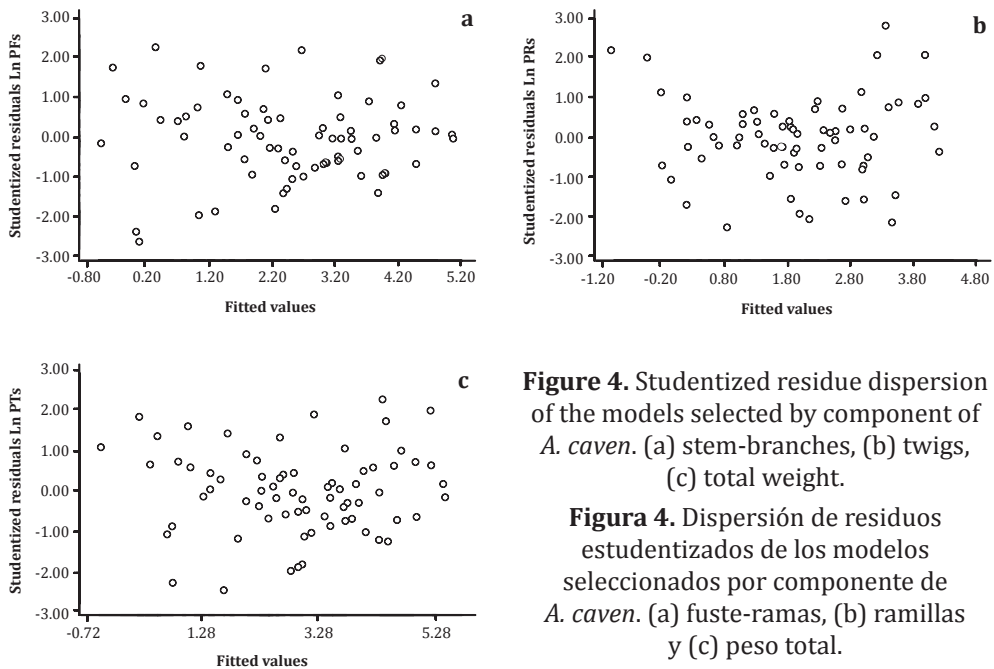 a
3.00
2.00
1.00
0.00
-1.00
-2.00
-3.00
Studentized residuals Ln PFs
-0.80 0.20 1.20 2.20 3.20 4.20 5.20
Fitted values
b
3.00
2.00
1.00
0.00
-1.00
-2.00
-3.00
Studentized residuals Ln PRs
-1.20 -0.20 0.80 1.80 2.80 3.80 4.80
Fitted values
c
3.00
2.00
1.00
0.00
-1.00
-2.00
-3.00
Studentized residuals Ln PTs
-0.72 1.28 3.28 5.28
Fitted values
Figure 4. Studentized residue dispersion
of the models selected by component of
A. caven. (a) stem-branches, (b) twigs,
(c) total weight.
Figura 4. Dispersión de residuos
estudentizados de los modelos
seleccionados por componente de
A. caven. (a) fuste-ramas, (b) ramillas
y (c) peso total.